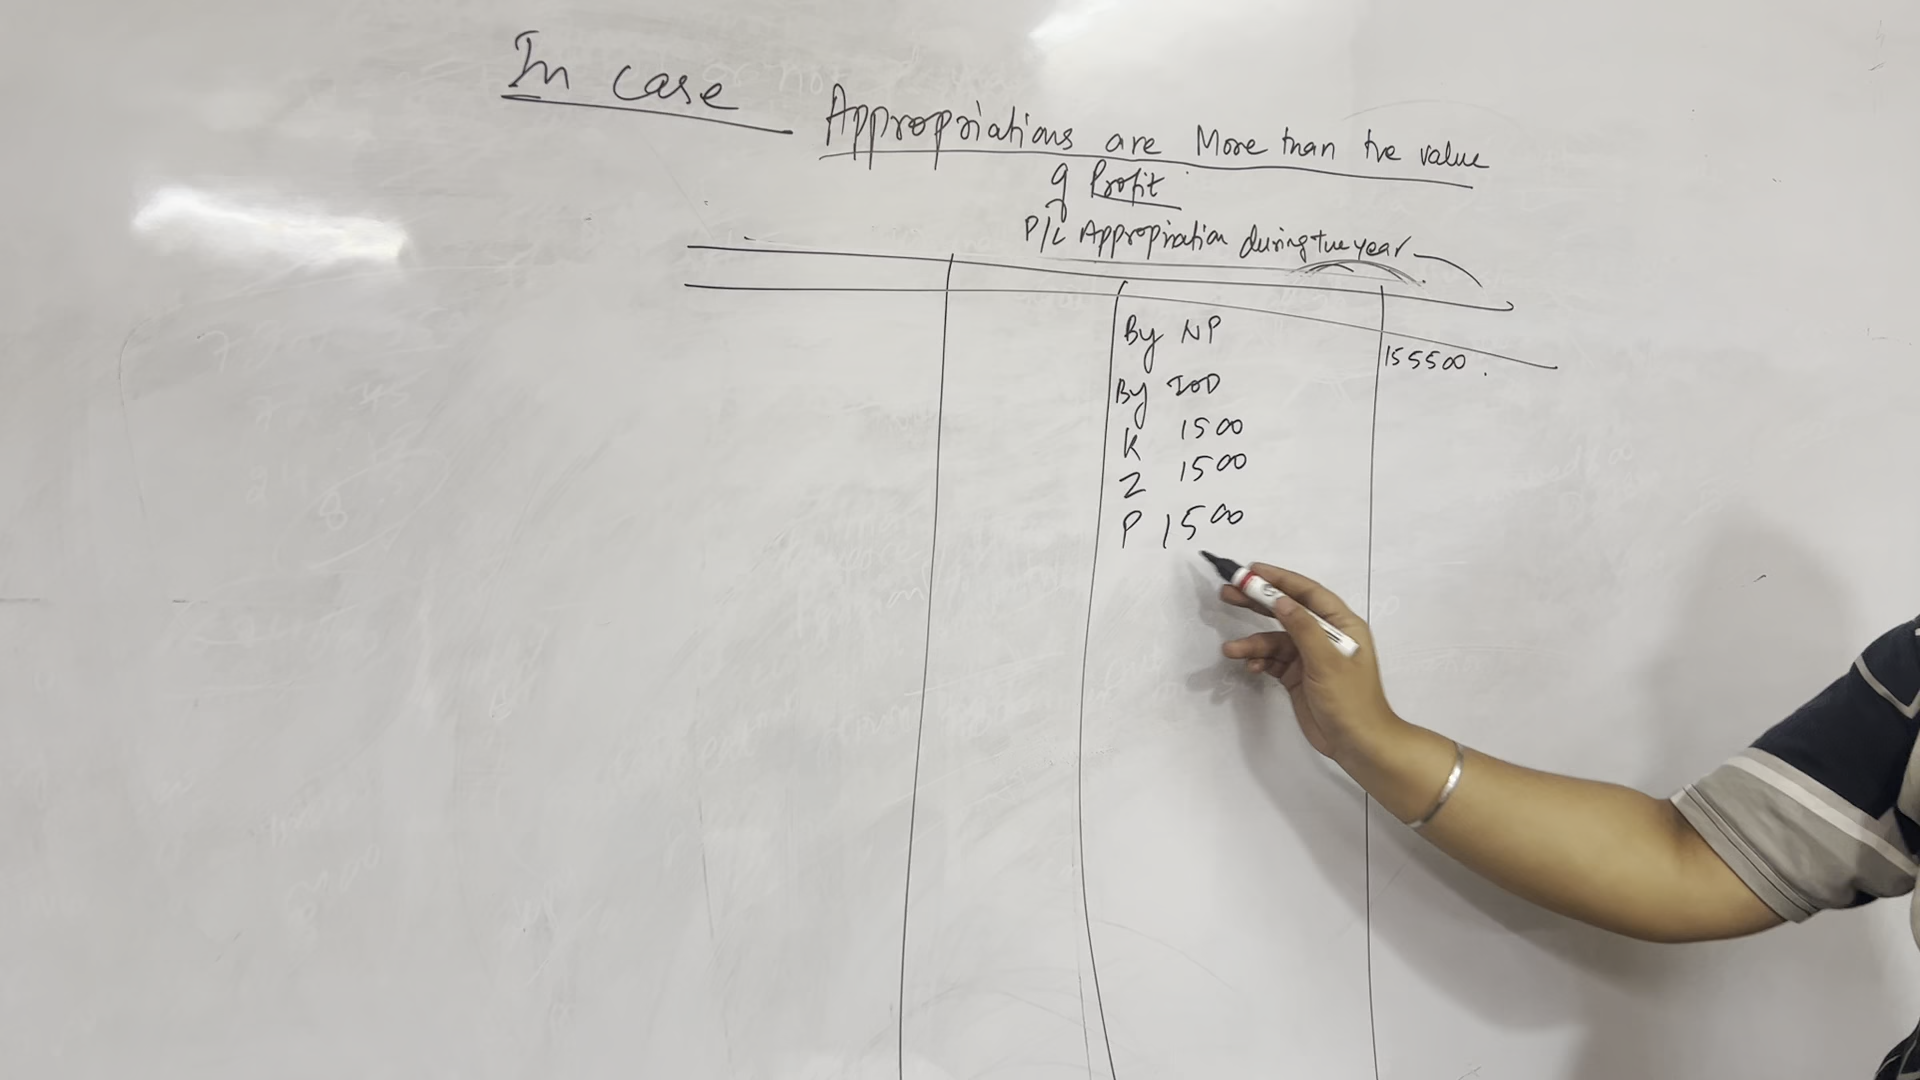 In case
Appropriations are More than the value
of Profit
P/L Appropriation during the year
By NP 155500
By IOD
K 1500
Z 1500
P 1500